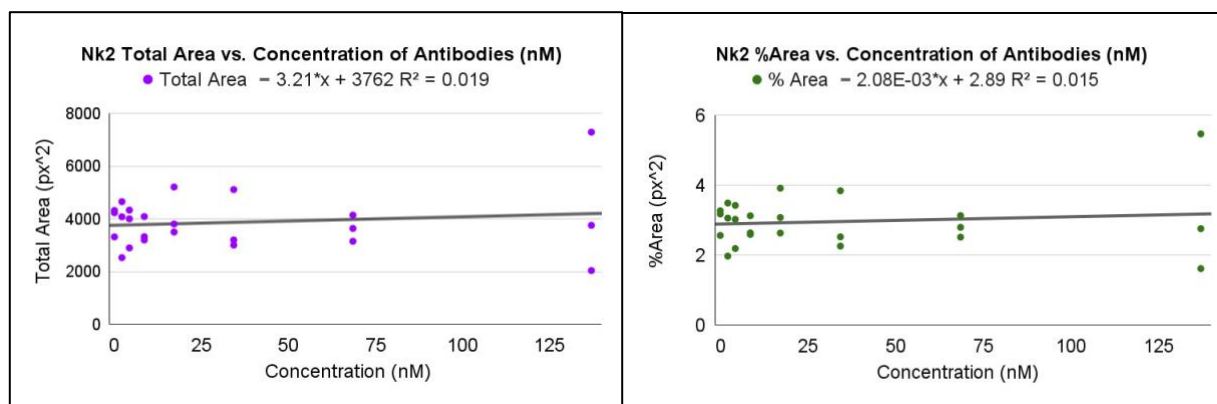 Nk2 Total Area vs. Concentration of Antibodies (nM)
Total Area – 3.21*x + 3762 R² = 0.019
8000
6000
4000
2000
0
Total Area (px^2)
0 25 50 75 100 125
Concentration (nM)
Nk2 %Area vs. Concentration of Antibodies (nM)
% Area – 2.08E-03*x + 2.89 R² = 0.015
6
4
2
0
%Area (px^2)
0 25 50 75 100 125
Concentration (nM)